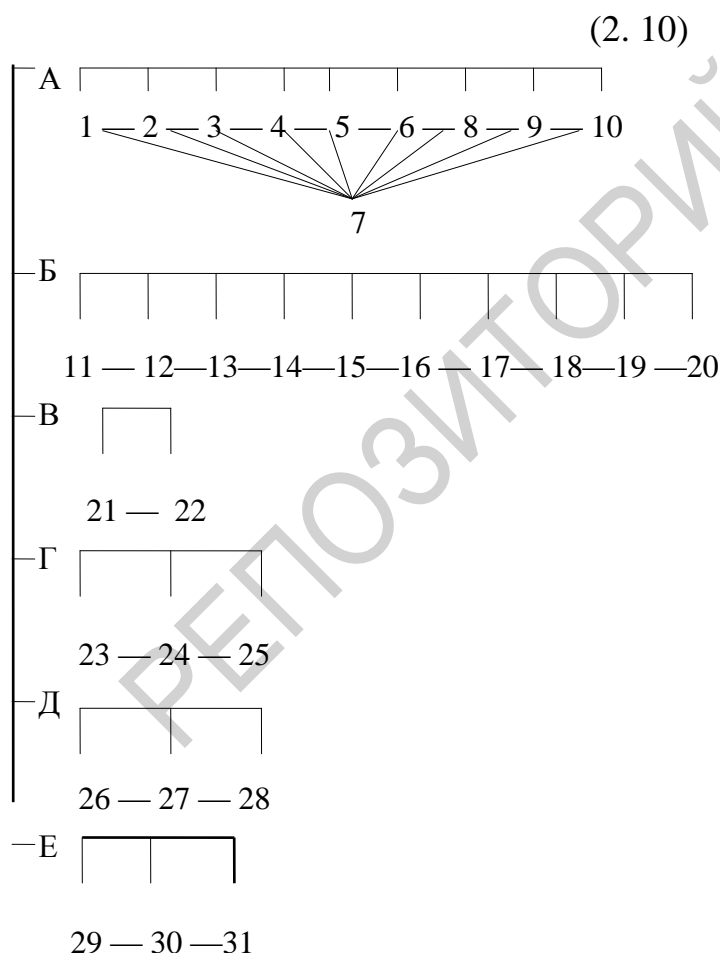 (2. 10)
А
1 — 2 — 3 — 4 — 5 — 6 — 8 — 9 — 10
7
Б
11 — 12—13—14—15—16 —17—18—19 —20
В
21 — 22
Г
23 — 24 — 25
Д
26 — 27 — 28
Е
29 — 30 —31
РЕПОЗИТОРИЙ